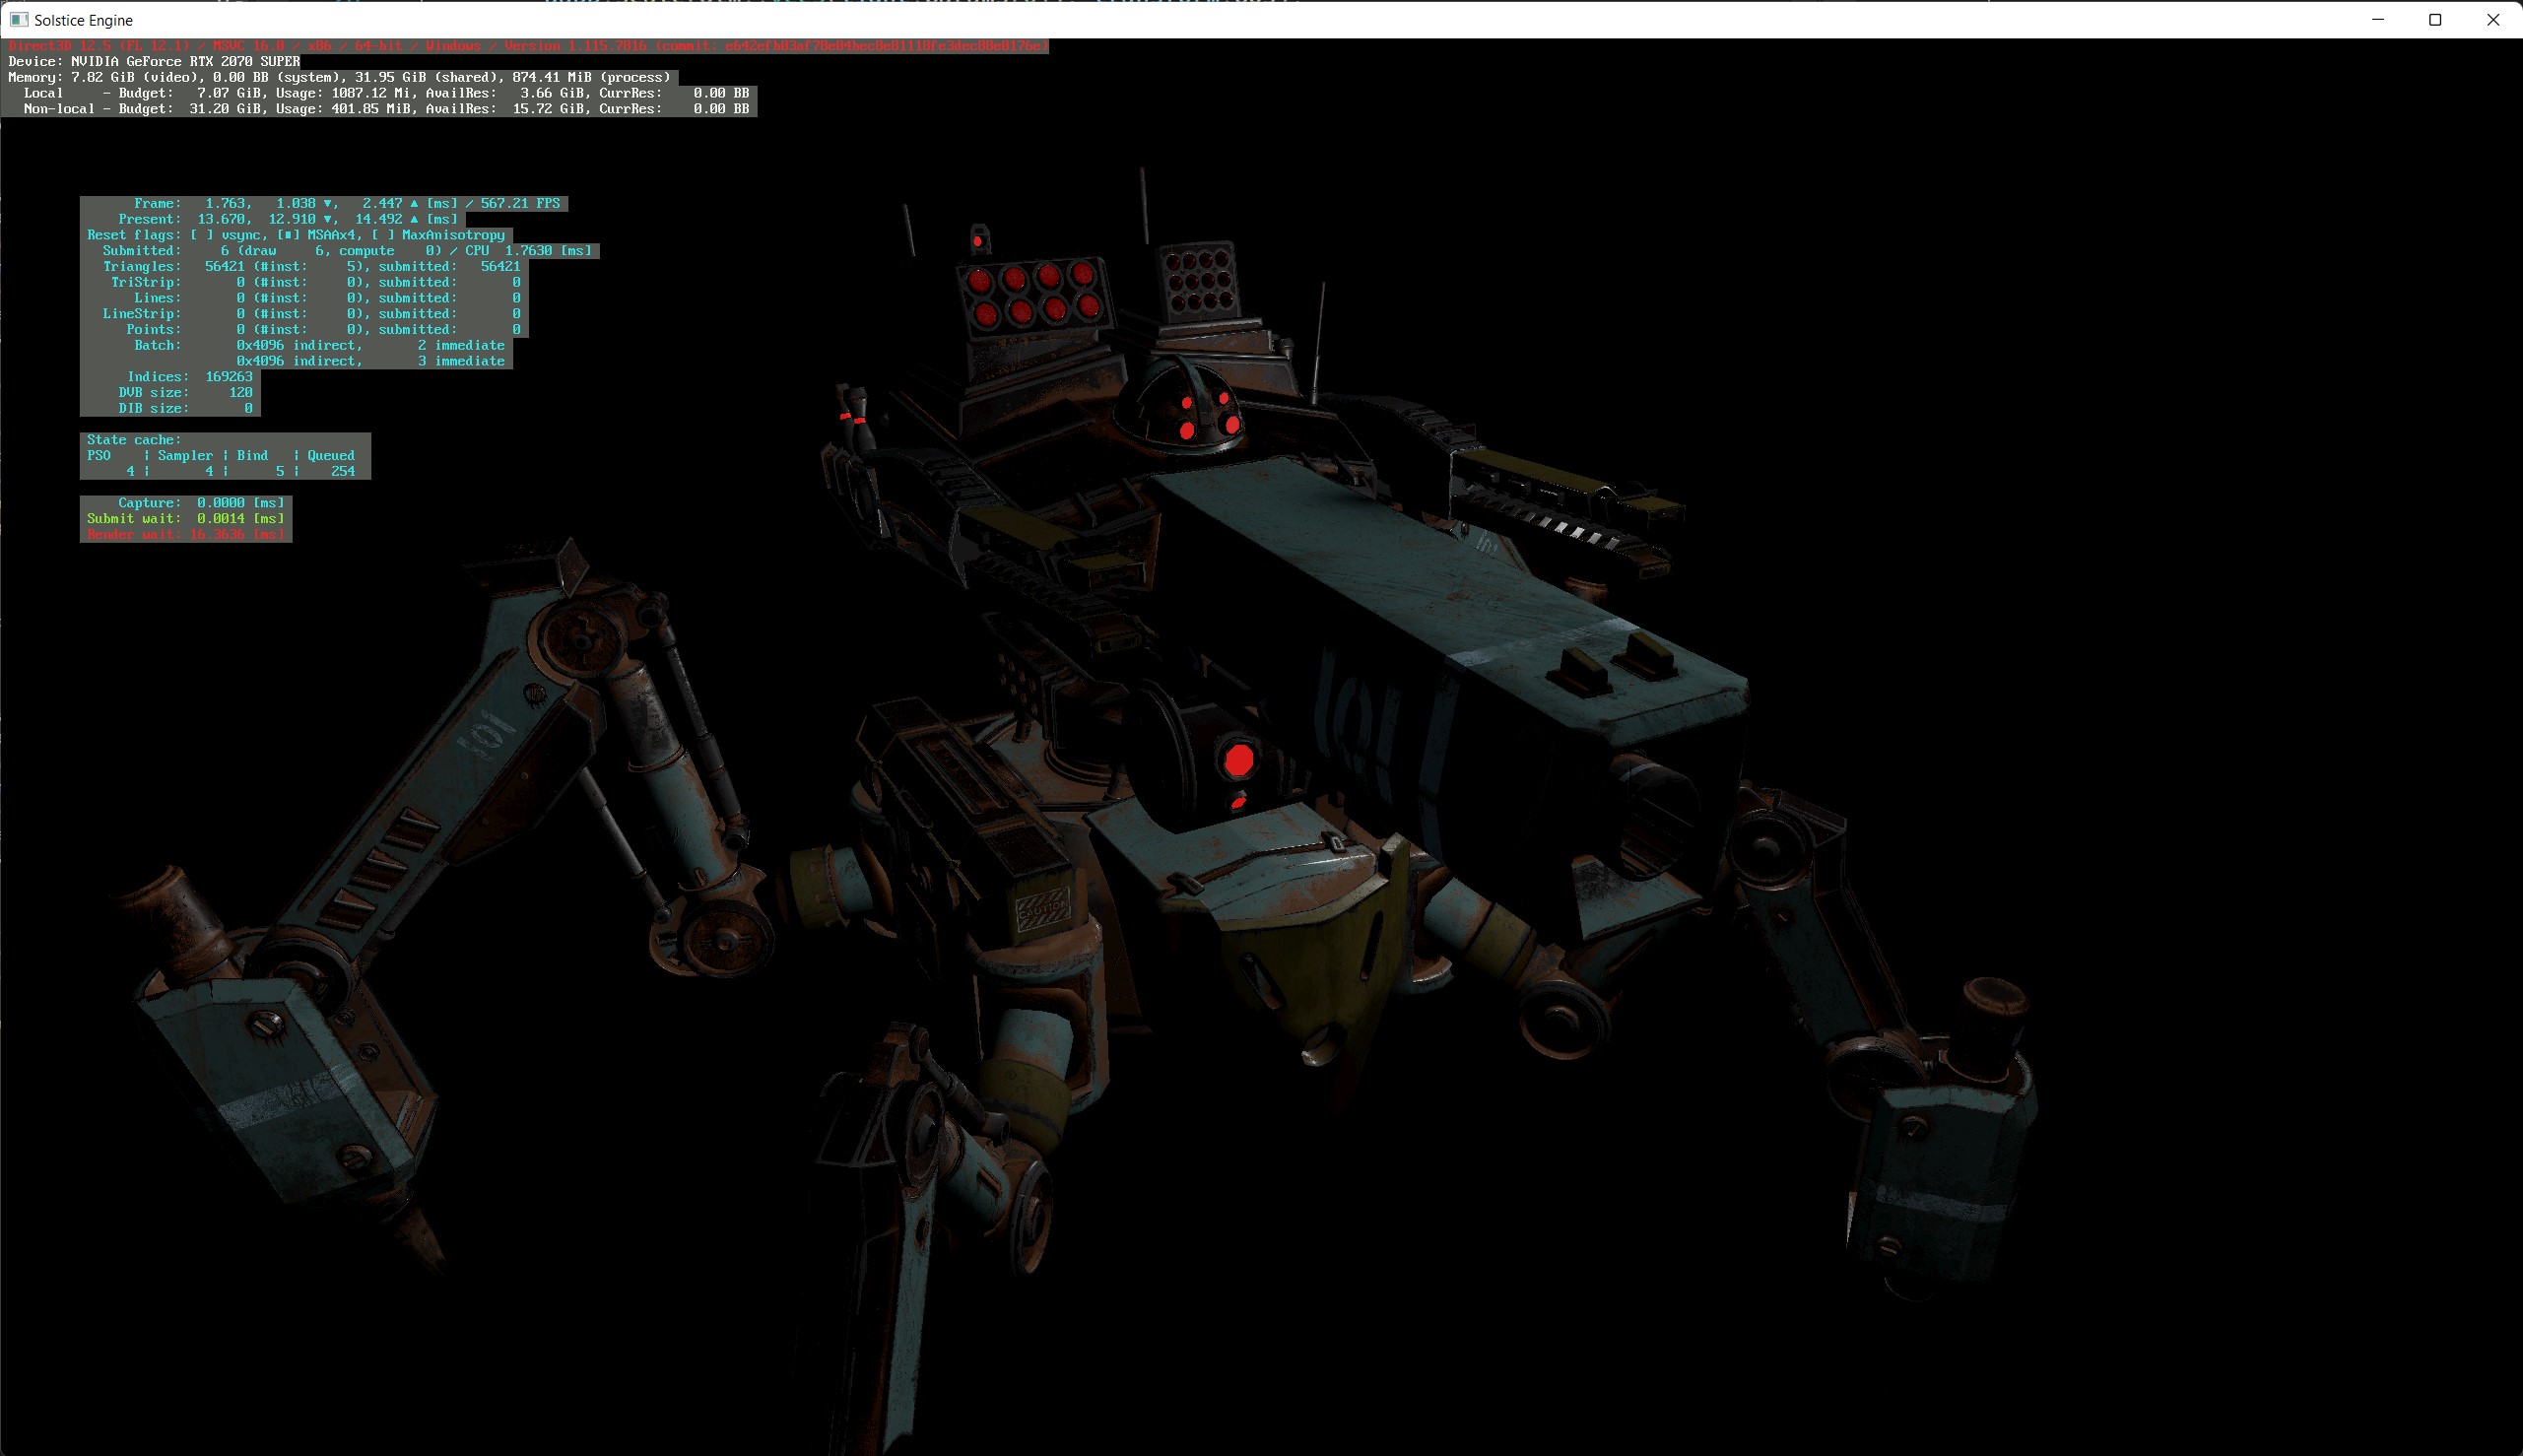 Solstice Engine
Direct3D 12.5 (FL 12.1) / MSVC 16.0 / x86 / 64-bit / Windows / Version 1.115.7816 (commit:
Device: NVIDIA GeForce RTX 2070 SUPER
Memory: 7.82 GiB (video), 0.00 BB (system), 31.95 GiB (shared), 874.41 MiB (process)
Local - Budget: 7.07 GiB, Usage: 1087.12 Mi, AvailRes: 3.66 GiB, CurrRes: 0.00 BB
Non-local - Budget: 31.20 GiB, Usage: 401.85 MiB, AvailRes: 15.72 GiB, CurrRes: 0.00 BB
Frame: 1.763, 1.038 ▼, 2.447 ▲ [ms] / 567.21 FPS
Present: 13.670, 12.910 ▼, 14.492 ▲ [ms]
Reset flags: [ ] vsync, [■] MSAAx4, [ ] MaxAnisotropy
Submitted: 6 (draw 6, compute 0) / CPU 1.7630 [ms]
Triangles: 56421 (#inst: 5), submitted: 56421
TriStrip: 0 (#inst: 0), submitted: 0
Lines: 0 (#inst: 0), submitted: 0
LineStrip: 0 (#inst: 0), submitted: 0
Points: 0 (#inst: 0), submitted: 0
Batch: 0x4096 indirect, 2 immediate
0x4096 indirect, 3 immediate
Indices: 169263
DVB size: 120
DIB size: 0
State cache:
PSO ¦ Sampler ¦ Bind ¦ Queued
4 ¦ 4 ¦ 5 ¦ 254
Capture: 0.0000 [ms]
Submit wait: 0.0014 [ms]
Render wait: 16.3636 [ms]
101
101
CAUTION